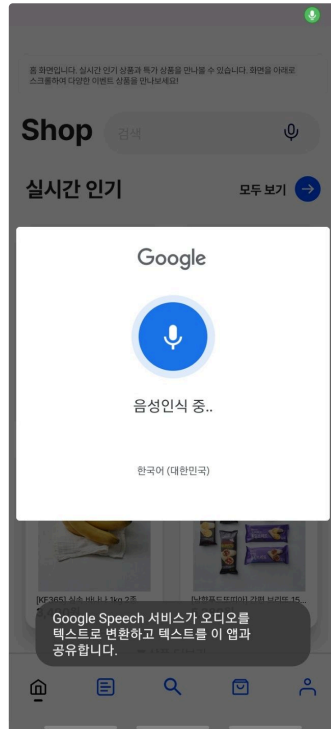 홈 화면입니다. 실시간 인기 상품과 특가 상품을 만나볼 수 있습니다. 화면을 아래로
스크롤하여 다양한 이벤트 상품을 만나보세요!
Shop
검색
실시간 인기
모두 보기
Google
음성인식 중..
한국어 (대한민국)
[KF365] 실속 바나나 1kg 2종
Google Speech 서비스가 오디오를
텍스트로 변환하고 텍스트를 이 앱과
공유합니다.